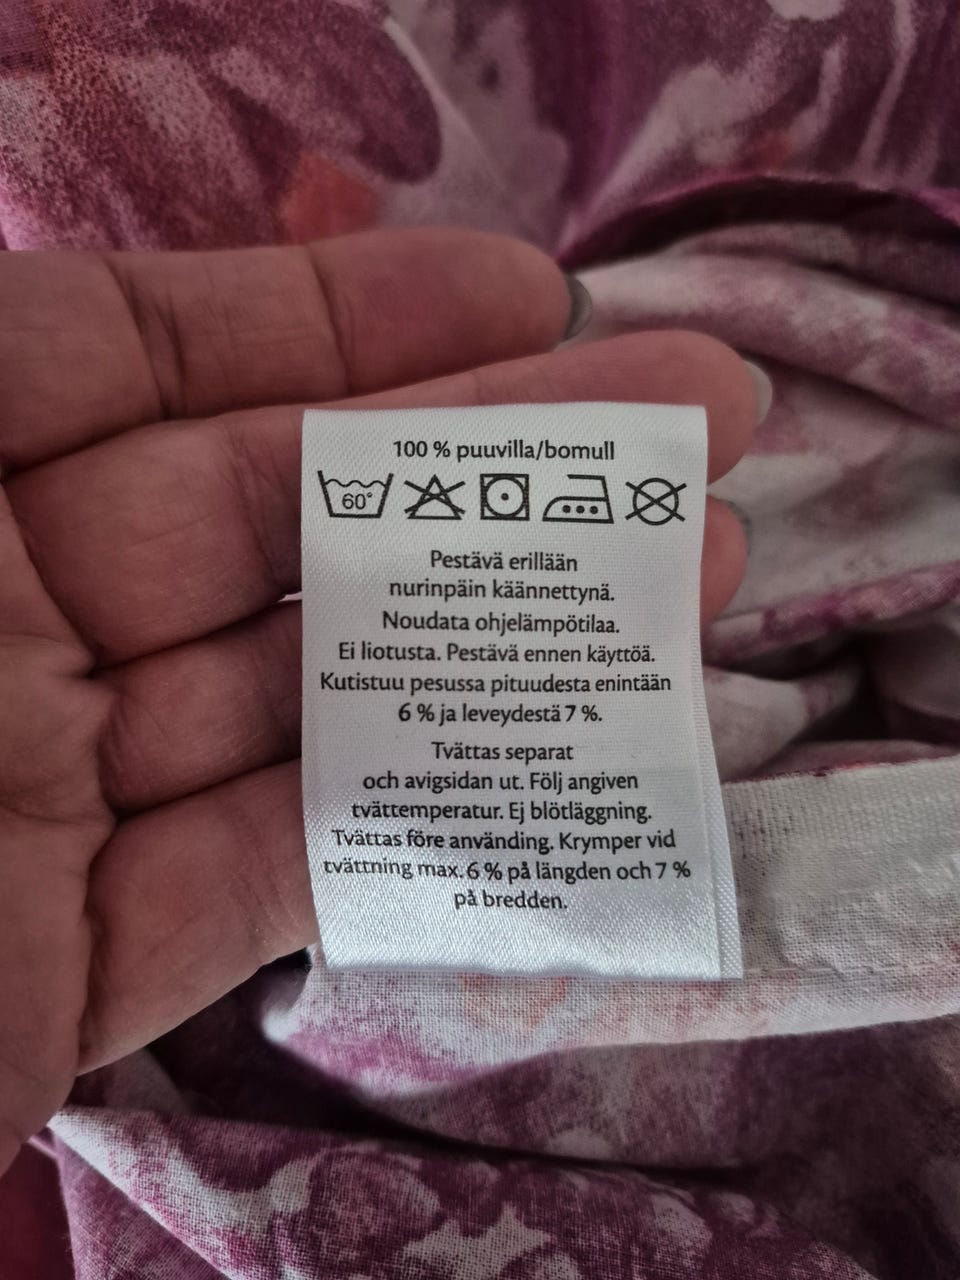 100 % puuvilla/bomull
60°
Pestävä erillään
nurinpäin käännettynä.
Noudata ohjelämpötilaa.
Ei liotusta. Pestävä ennen käyttöä.
Kutistuu pesussa pituudesta enintään
6 % ja leveydestä 7 %.
Tvättas separat
och avigsidan ut. Följ angiven
tvättemperatur. Ej blötläggning.
Tvättas före använding. Krymper vid
tvättning max. 6 % på längden och 7 %
på bredden.